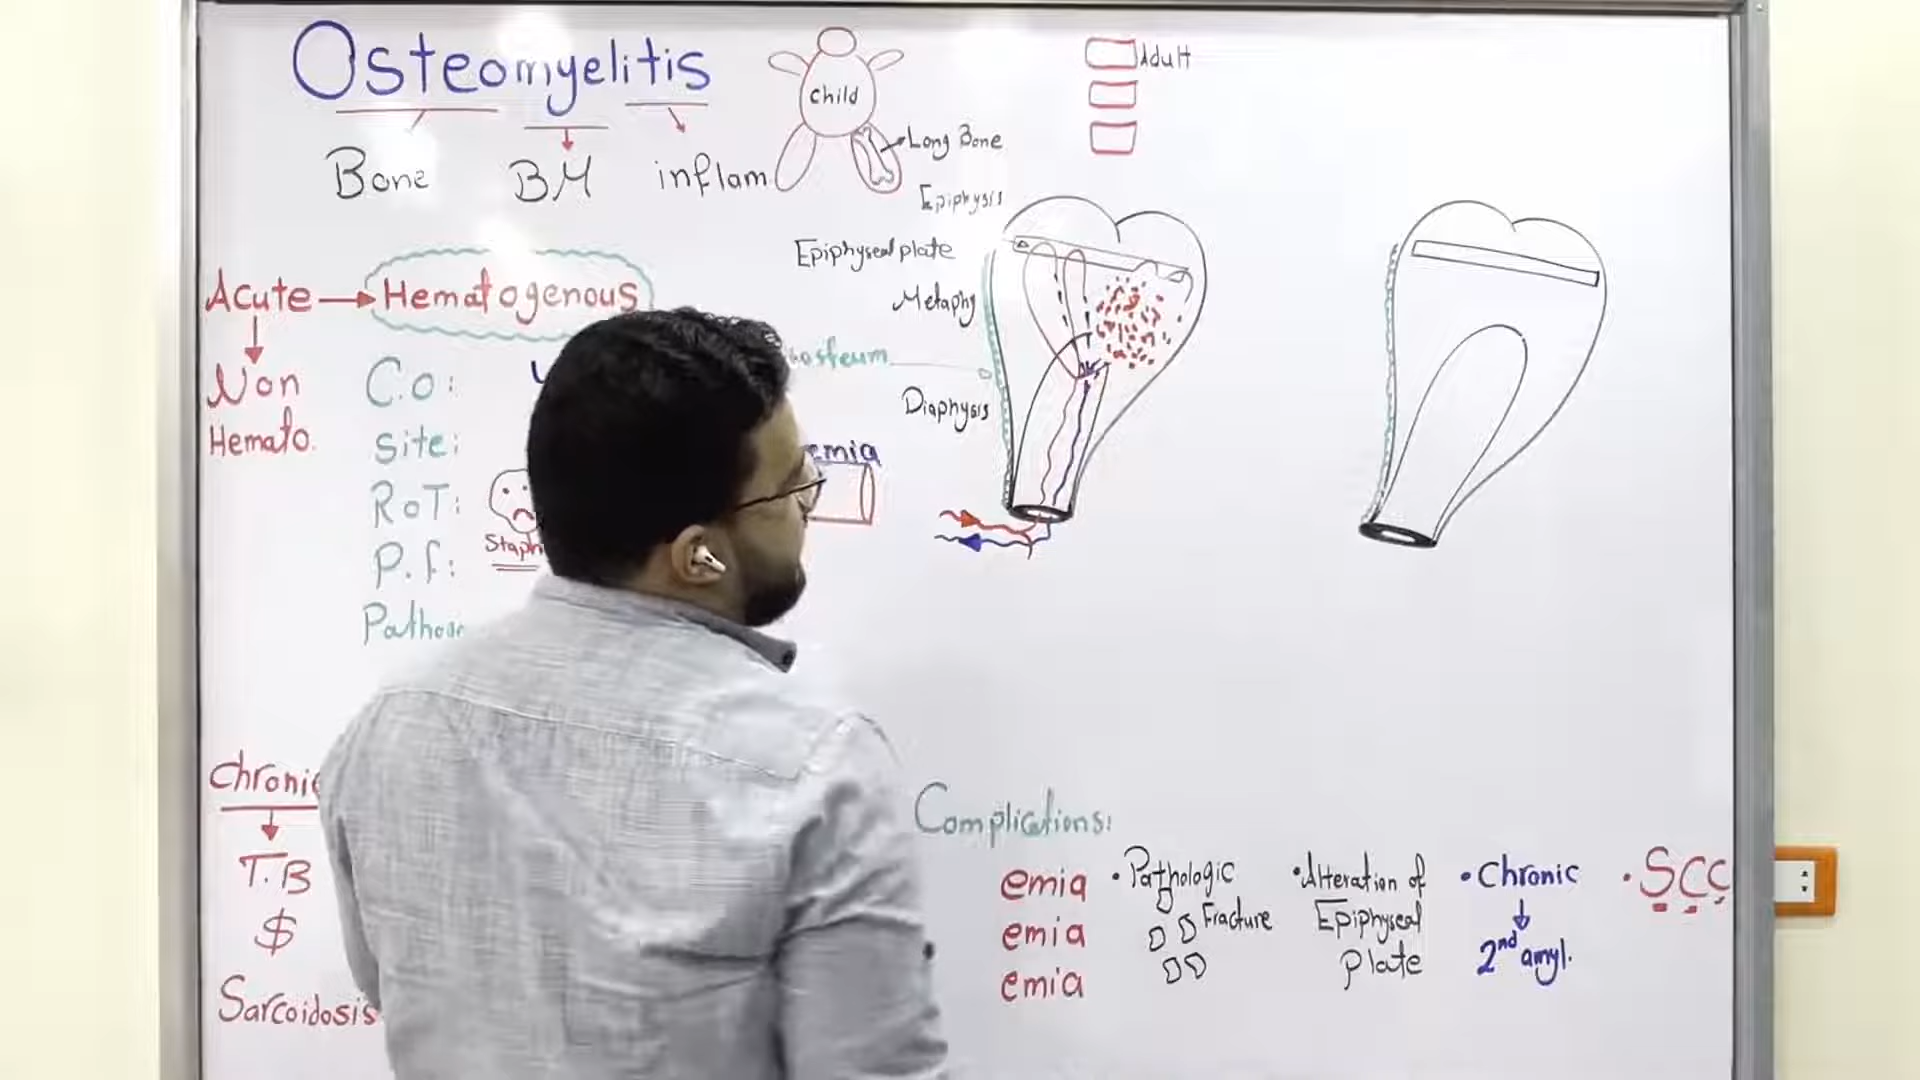 Osteomyelitis
Bone
BM
inflam
child
Long Bone
Adult
Epiphysis
Epiphyseal plate
Metaphy
Diaphysis
Acute
Hematogenous
Non
Hemato.
C.o:
Site:
RoT:
P.f:
Staph
emia
Chronic
T.B
$
Sarcoidosis
Complications:
emia
emia
emia
• Pathologic
Fracture
• Alteration of
Epiphyseal
plate
• Chronic
2nd amyl.
• SCC